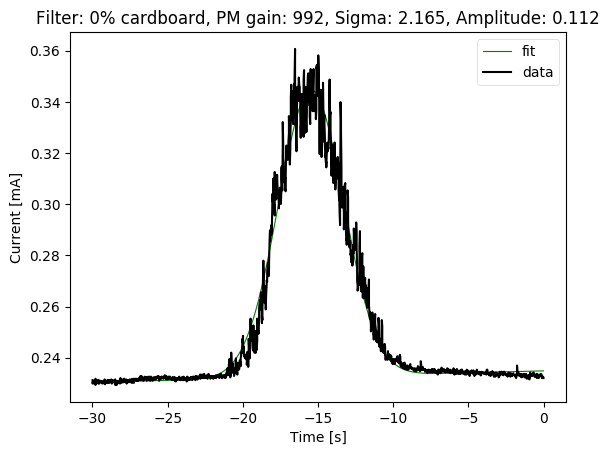 Filter: 0% cardboard, PM gain: 992, Sigma: 2.165, Amplitude: 0.112
fit
data
Current [mA]
0.36
0.34
0.32
0.30
0.28
0.26
0.24
−30 −25 −20 −15 −10 −5 0
Time [s]